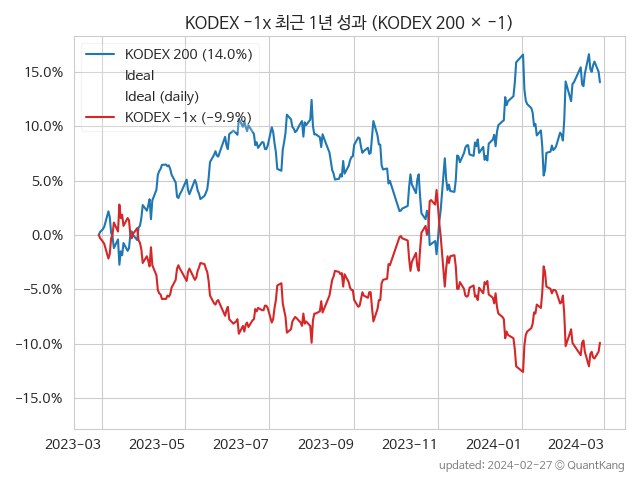 KODEX −1x 최근 1년 성과 (KODEX 200 × −1)
KODEX 200 (14.0%)
Ideal
Ideal (daily)
KODEX −1x (−9.9%)
15.0%
10.0%
5.0%
0.0%
−5.0%
−10.0%
−15.0%
2023-03 2023-05 2023-07 2023-09 2023-11 2024-01 2024-03
updated: 2024-02-27 © QuantKang